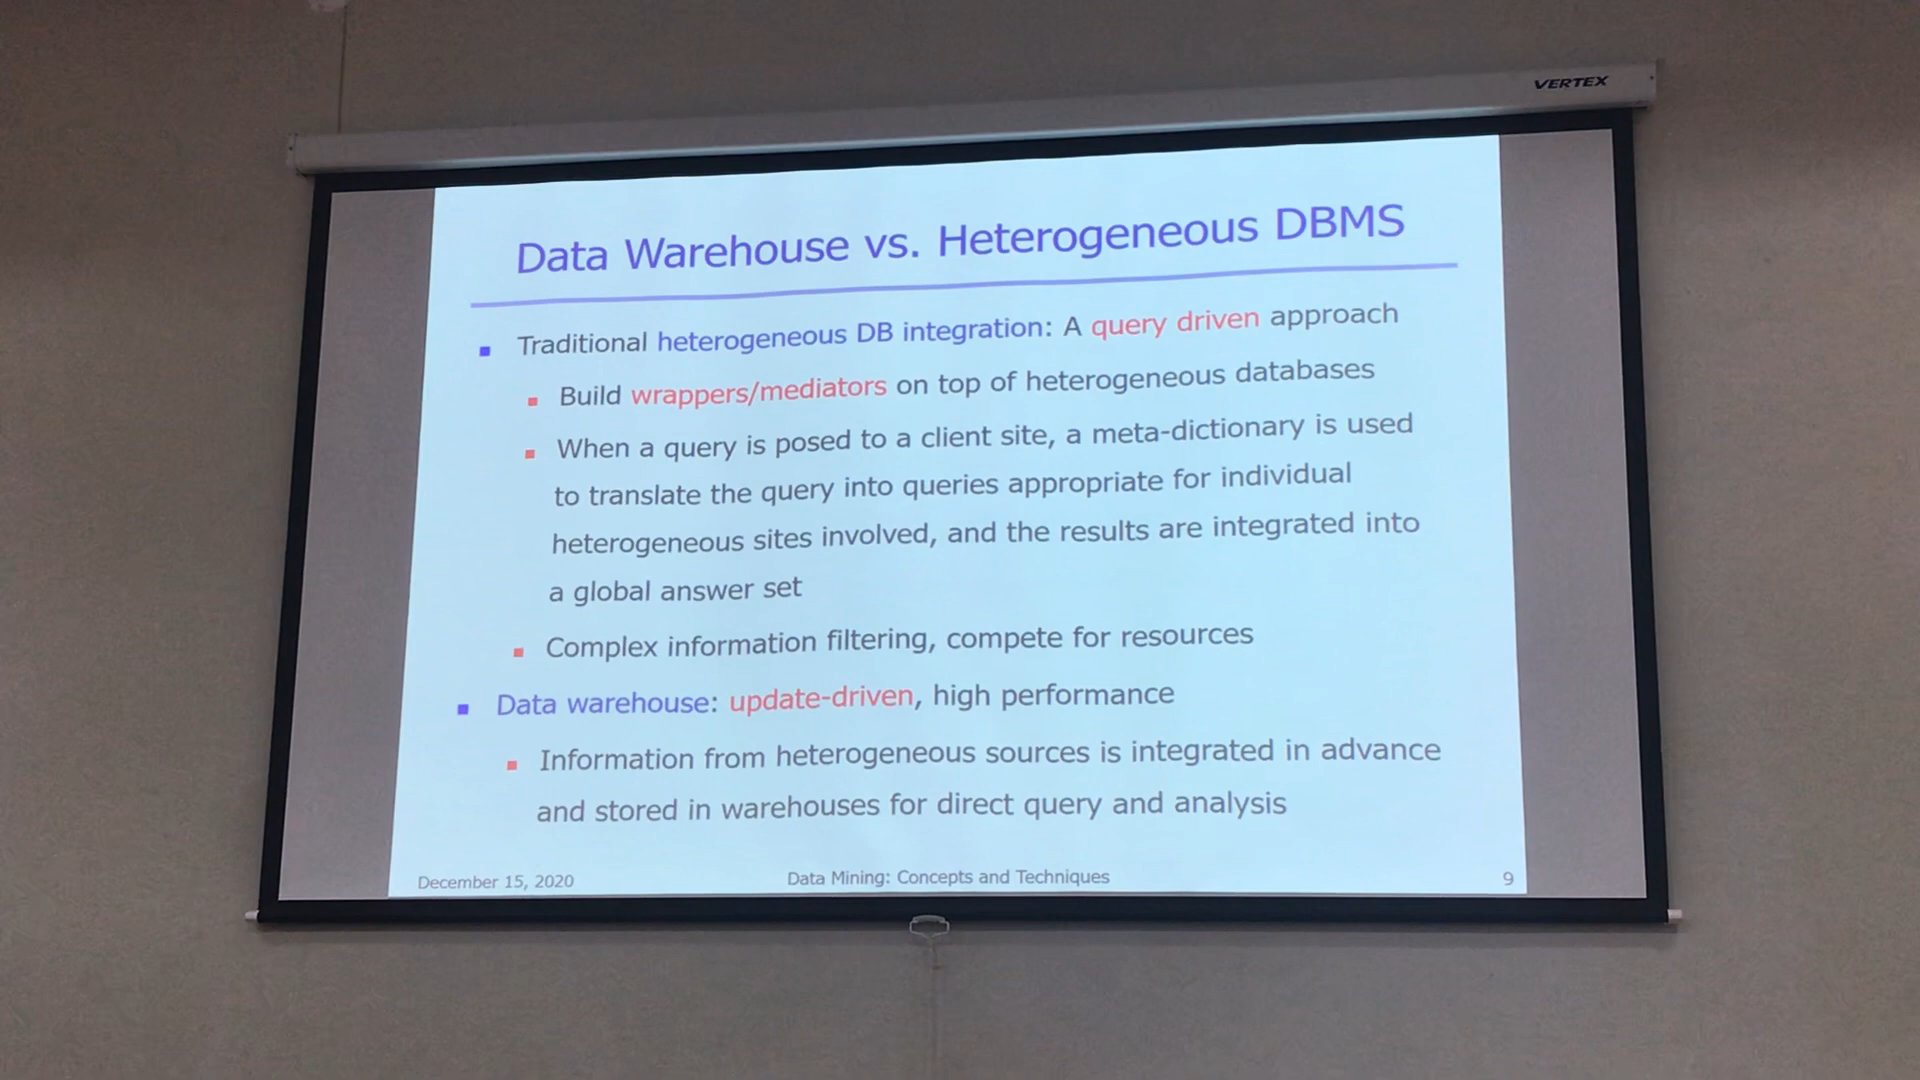 VERTEX
Data Warehouse vs. Heterogeneous DBMS
Traditional heterogeneous DB integration: A query driven approach
Build wrappers/mediators on top of heterogeneous databases
When a query is posed to a client site, a meta-dictionary is used
to translate the query into queries appropriate for individual
heterogeneous sites involved, and the results are integrated into
a global answer set
Complex information filtering, compete for resources
Data warehouse: update-driven, high performance
Information from heterogeneous sources is integrated in advance
and stored in warehouses for direct query and analysis
December 15, 2020
Data Mining: Concepts and Techniques
9